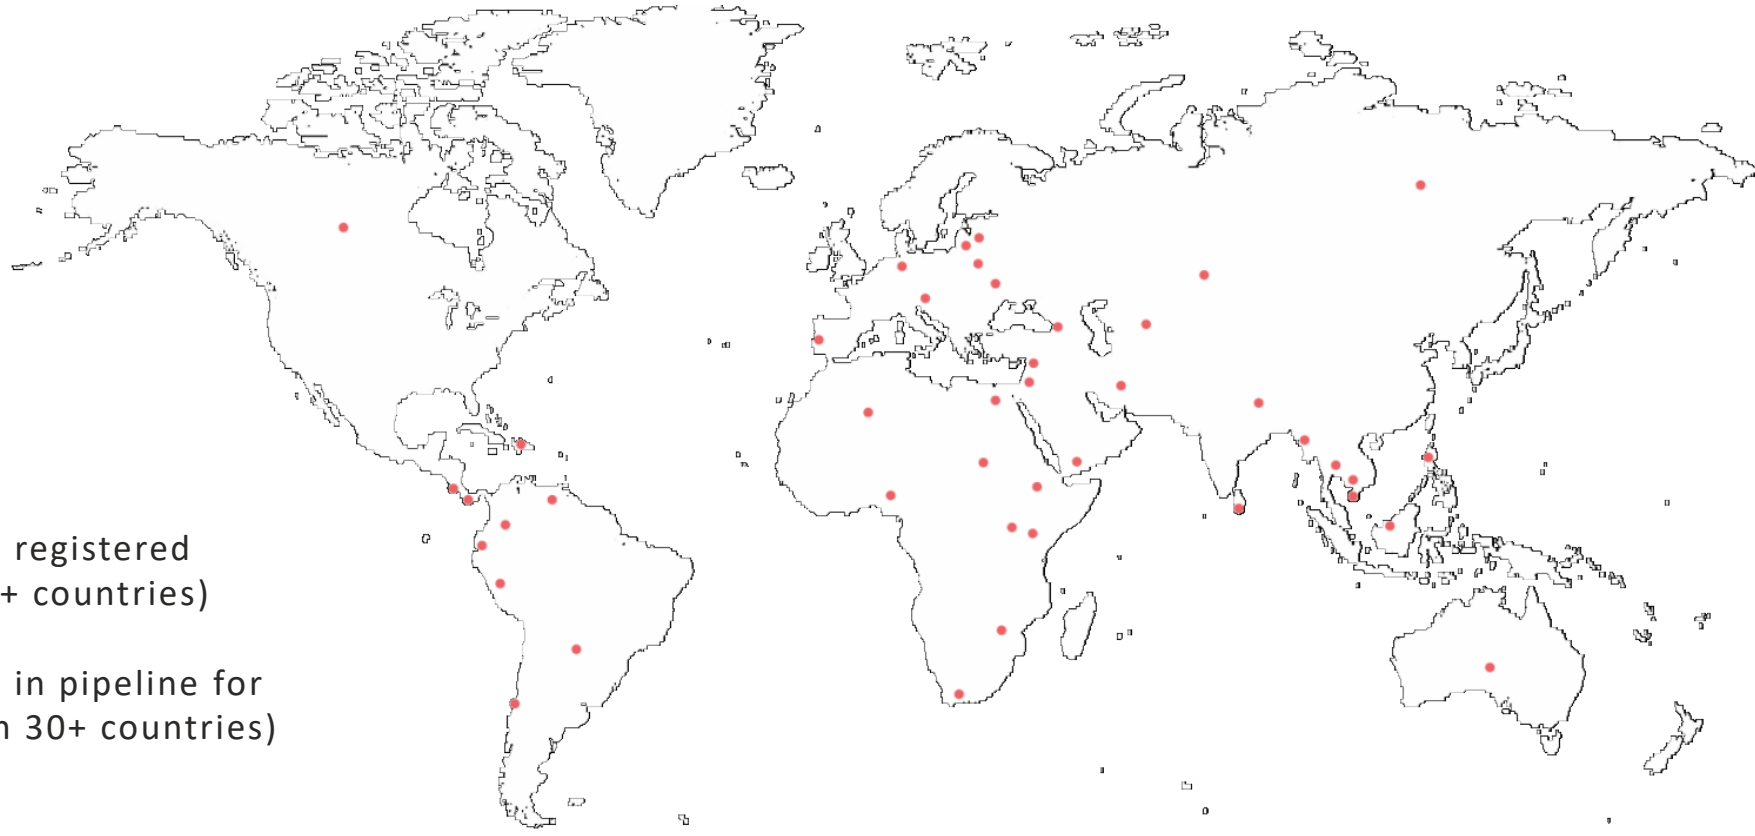 registered
+ countries)
in pipeline for
30+ countries)